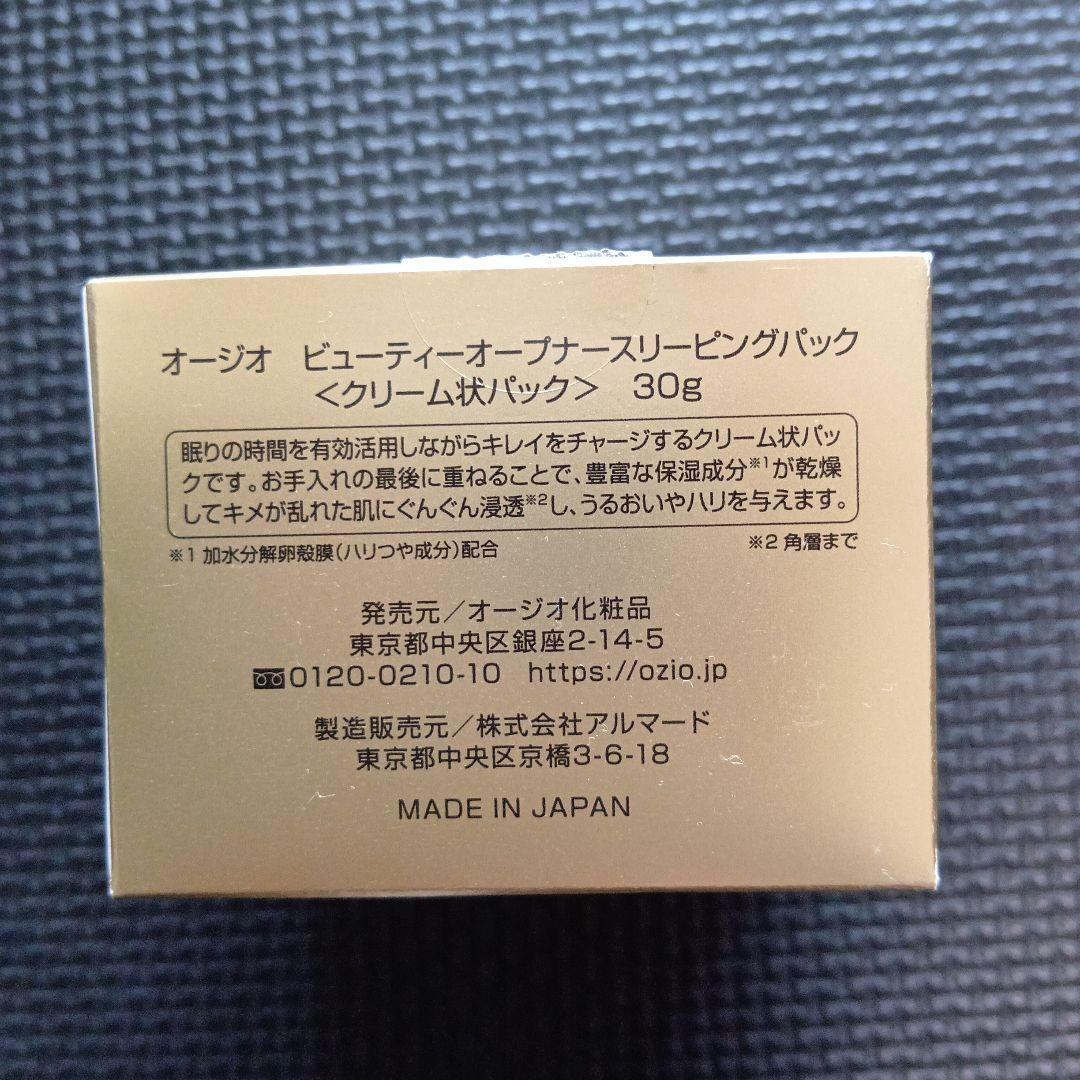 オージオ　ビューティーオープナースリーピングパック
＜クリーム状パック＞　30g
眠りの時間を有効活用しながらキレイをチャージするクリーム状パッ
クです。お手入れの最後に重ねることで、豊富な保湿成分※1が乾燥
してキメが乱れた肌にぐんぐん浸透※2し、うるおいやハリを与えます。
※1 加水分解卵殻膜（ハリつや成分）配合　※2 角層まで
発売元／オージオ化粧品
東京都中央区銀座2-14-5
0120-0210-10　https://ozio.jp
製造販売元／株式会社アルマード
東京都中央区京橋3-6-18
MADE IN JAPAN